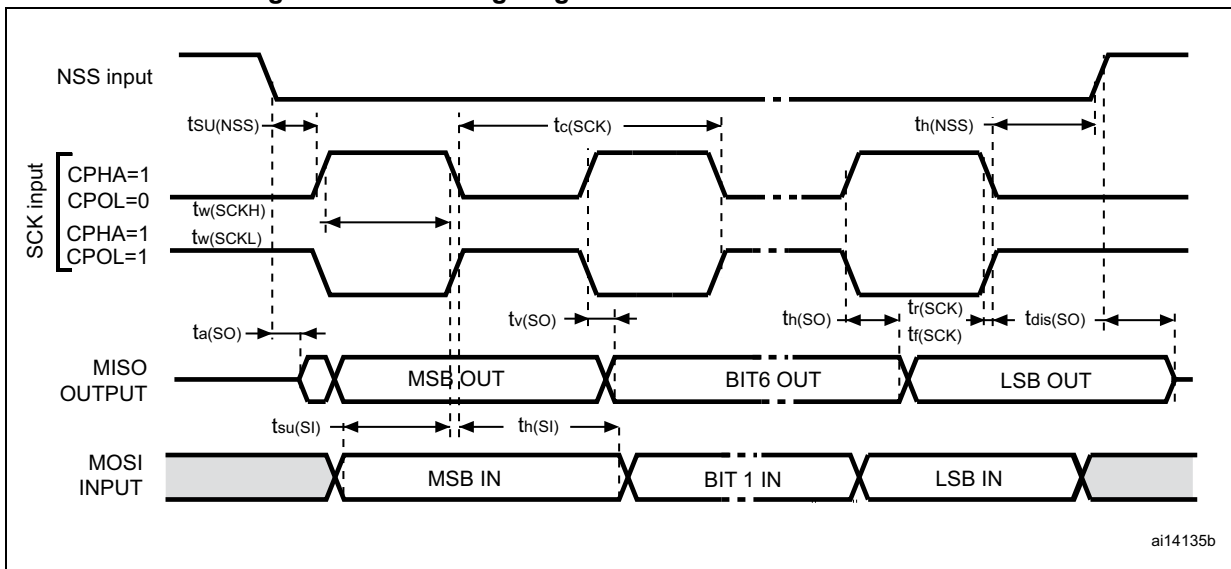 NSS input
tSU(NSS)
tc(SCK)
th(NSS)
SCK input
CPHA=1
CPOL=0
tw(SCKH)
CPHA=1
tw(SCKL)
CPOL=1
ta(SO)
tv(SO)
th(SO)
tr(SCK)
tf(SCK)
tdis(SO)
MISO
OUTPUT
MSB OUT
BIT6 OUT
LSB OUT
tsu(SI)
th(SI)
MOSI
INPUT
MSB IN
BIT 1 IN
LSB IN
ai14135b